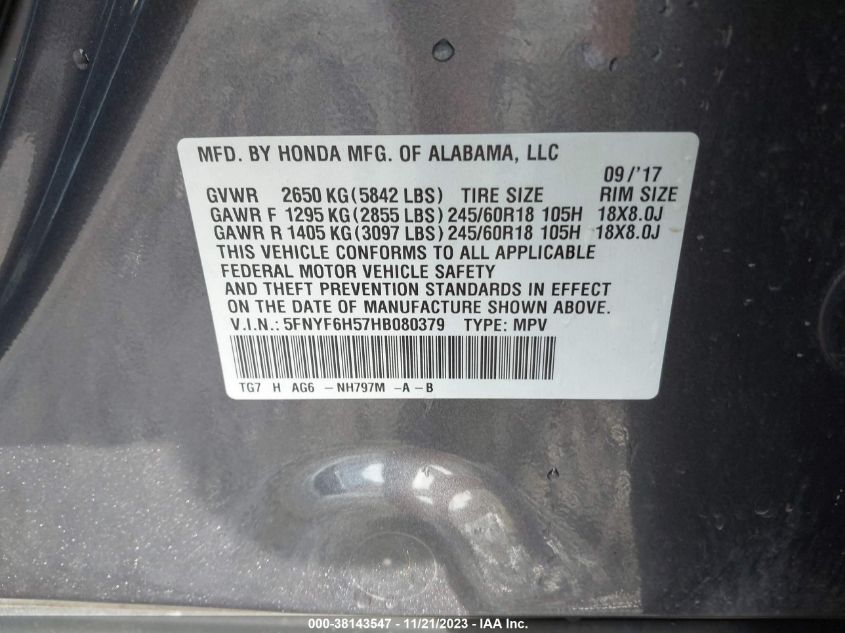 MFD. BY HONDA MFG. OF ALABAMA, LLC
09/'17
GVWR 2650 KG(5842 LBS) TIRE SIZE RIM SIZE
GAWR F 1295 KG(2855 LBS) 245/60R18 105H 18X8.0J
GAWR R 1405 KG(3097 LBS) 245/60R18 105H 18X8.0J
THIS VEHICLE CONFORMS TO ALL APPLICABLE
FEDERAL MOTOR VEHICLE SAFETY
AND THEFT PREVENTION STANDARDS IN EFFECT
ON THE DATE OF MANUFACTURE SHOWN ABOVE.
V.I.N.: 5FNYF6H57HB080379 TYPE: MPV
TG7 H AG6 -NH797M -A-B
000-38143547 - 11/21/2023 - IAA, Inc.